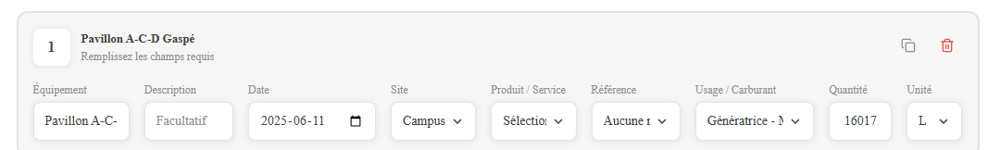 1
Pavillon A-C-D Gaspé
Remplissez les champs requis
Équipement Description Date Site Produit / Service Référence Usage / Carburant Quantité Unité
Pavillon A-C- Facultatif 2025-06-11 Campus Sélection Aucune r Génératrice - M 16017 L